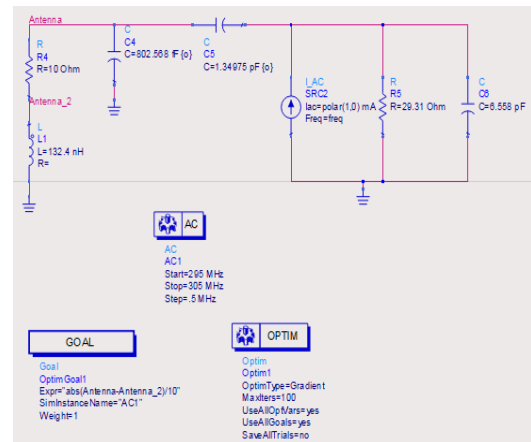 Antenna
R
R4
R=10 Ohm
Antenna_2
L
L1
L=132.4 nH
R=
C
C4
C=802.568 fF {o}
C
C5
C=1.34975 pF {o}
I_AC
SRC2
Iac=polar(1,0) mA
Freq=freq
R
R5
R=29.31 Ohm
C
C6
C=6.558 pF
AC
AC
AC1
Start=295 MHz
Stop=305 MHz
Step=.5 MHz
GOAL
Goal
OptimGoal1
Expr="abs(Antenna-Antenna_2)/10"
SimInstanceName="AC1"
Weight=1
OPTIM
Optim
Optim1
OptimType=Gradient
MaxIters=100
UseAllOptVars=yes
UseAllGoals=yes
SaveAllTrials=no